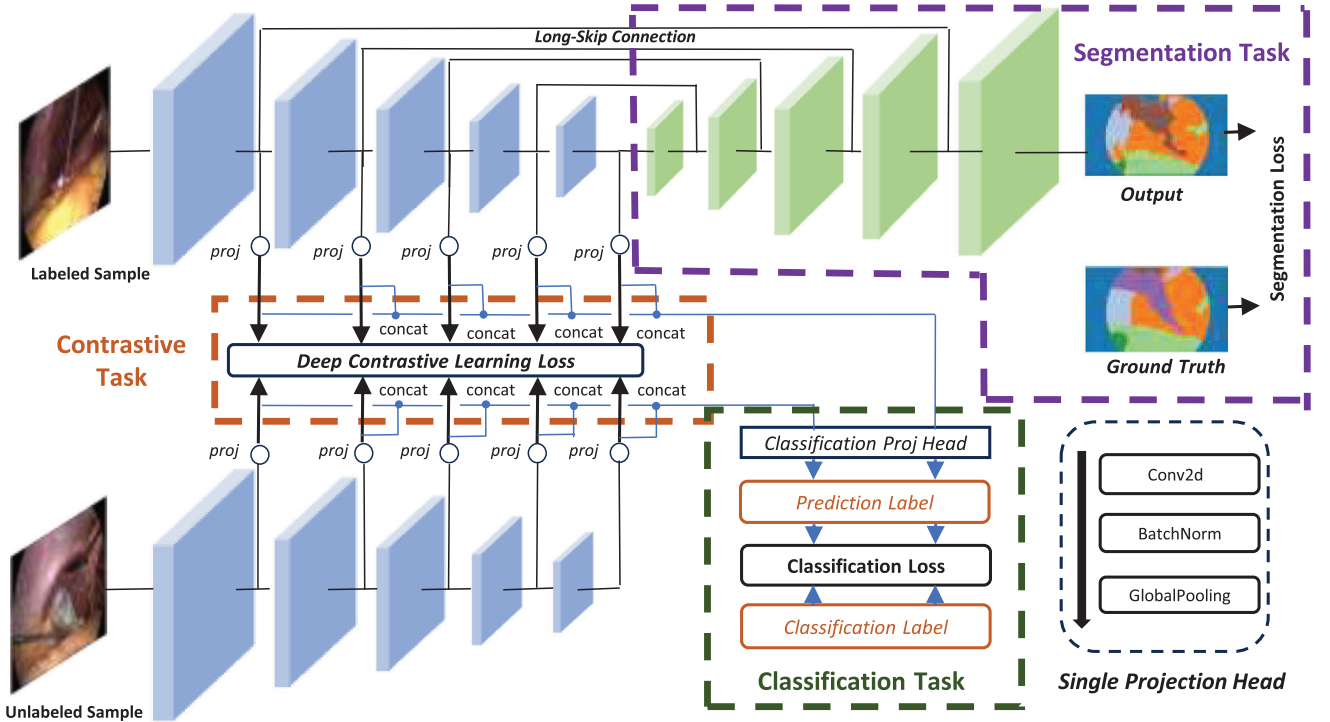 Long-Skip Connection
Segmentation Task
Output
Segmentation Loss
Ground Truth
Labeled Sample
proj
proj
proj
proj
proj
Contrastive
Task
concat
concat
concat
concat
Deep Contrastive Learning Loss
concat
concat
concat
concat
proj
proj
proj
proj
proj
Unlabeled Sample
Classification Proj Head
Prediction Label
Classification Loss
Classification Label
Classification Task
Conv2d
BatchNorm
GlobalPooling
Single Projection Head